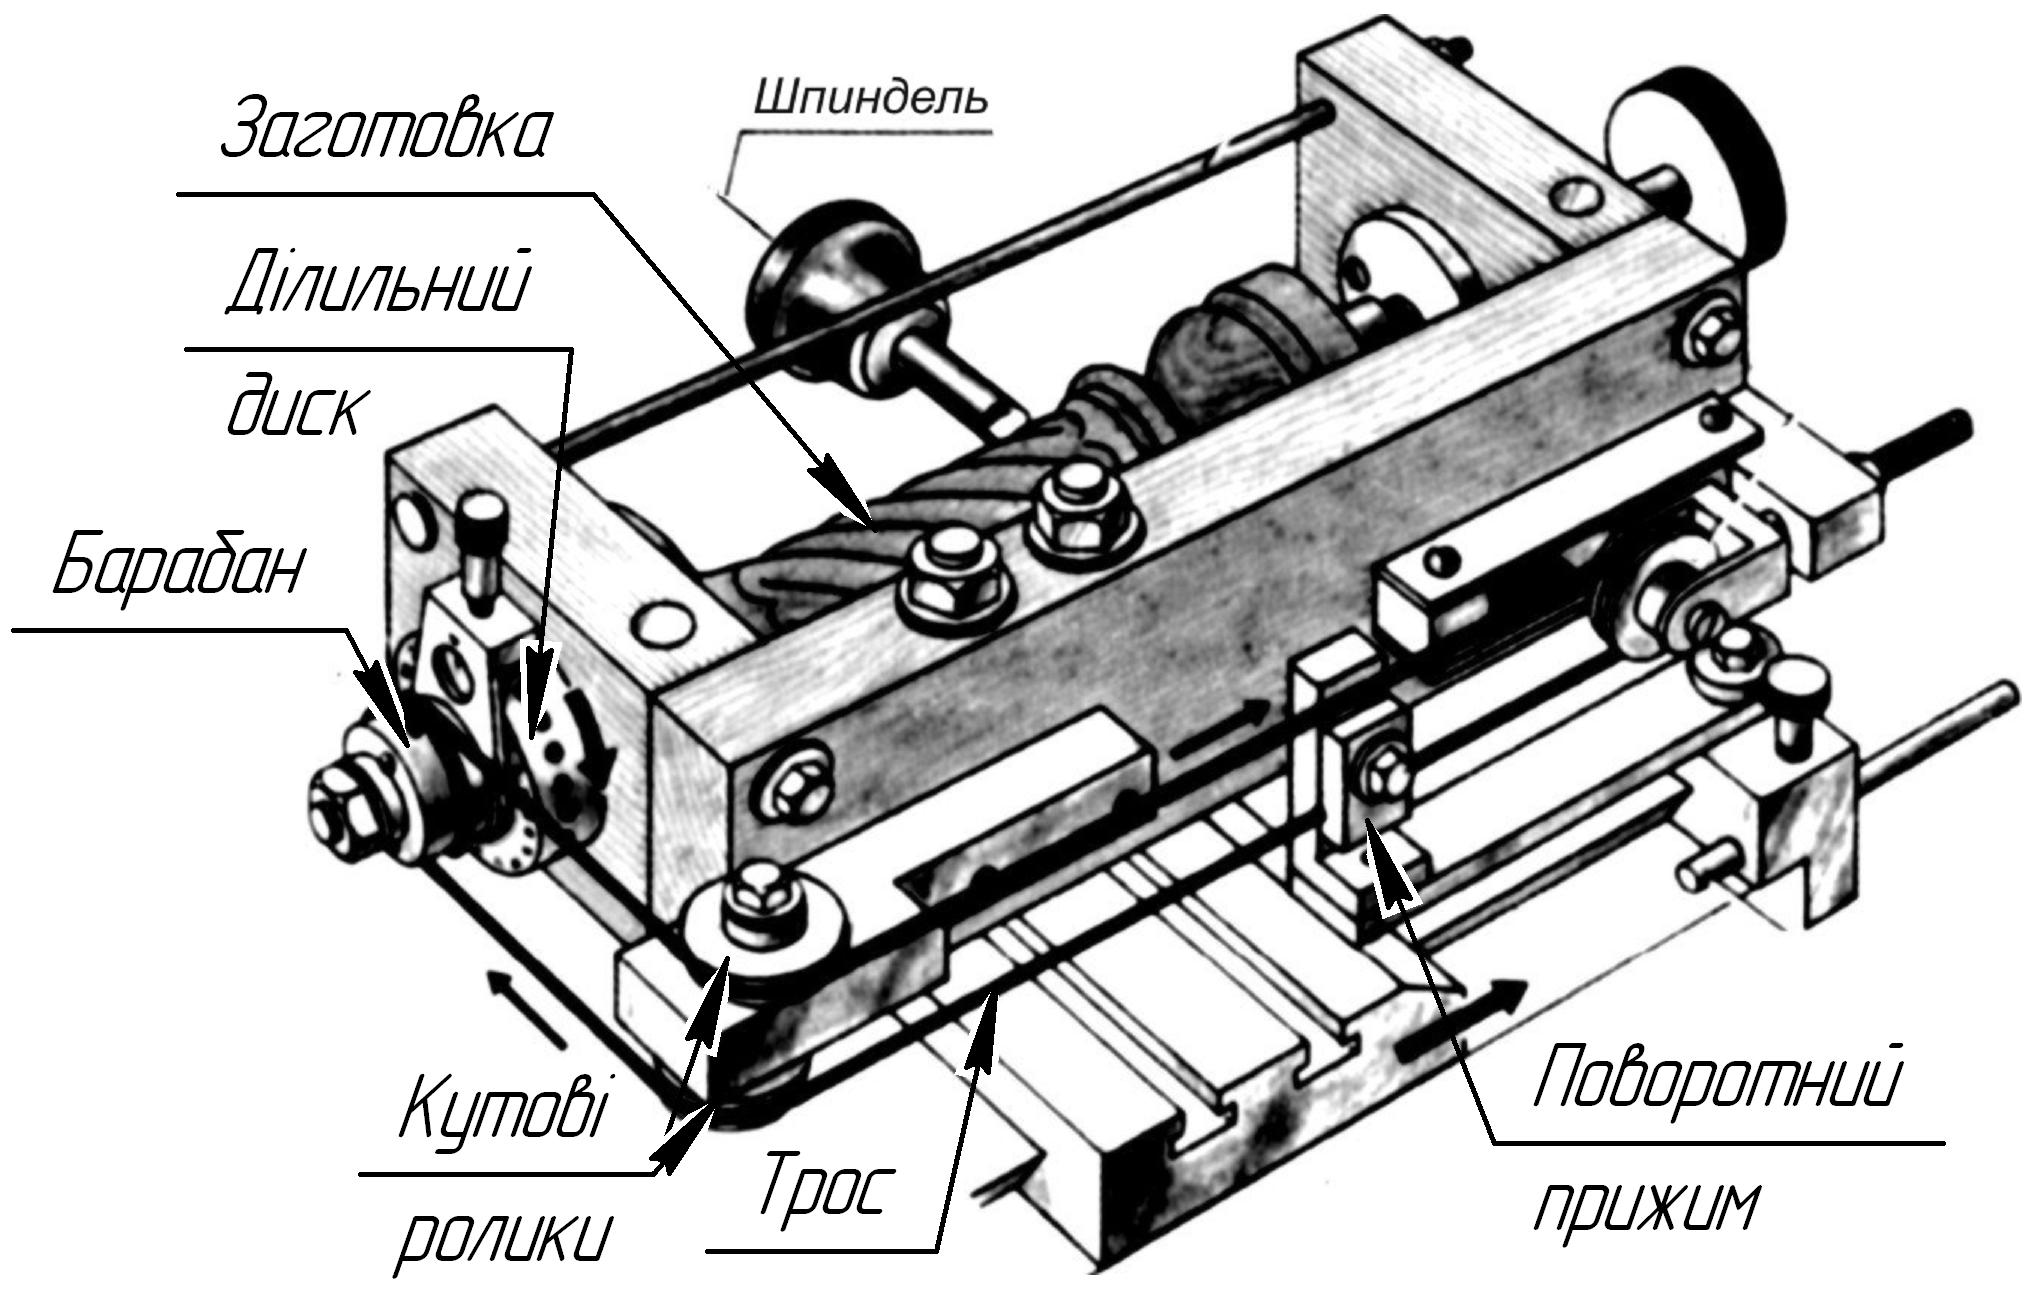 Шпиндель
Заготовка
Ділильний
диск
Барабан
Кутові
ролики
Трос
Поворотний
прижим